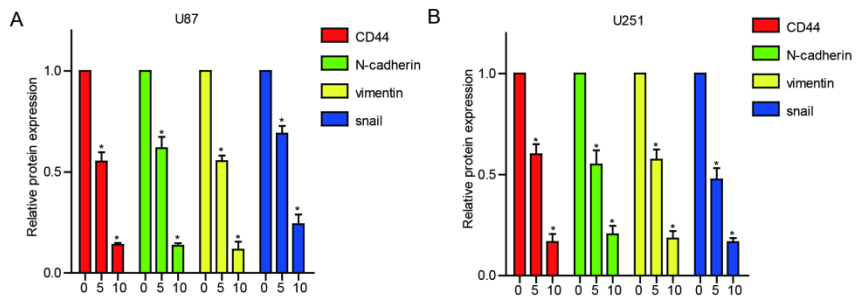 A
U87
Relative protein expression
1.0
0.5
0.0
* * * * * * * *
0 5 10 0 5 10 0 5 10 0 5 10
CD44
N-cadherin
vimentin
snail
B
U251
Relative protein expression
1.0
0.5
0.0
* * * * * * * *
0 5 10 0 5 10 0 5 10 0 5 10
CD44
N-cadherin
vimentin
snail